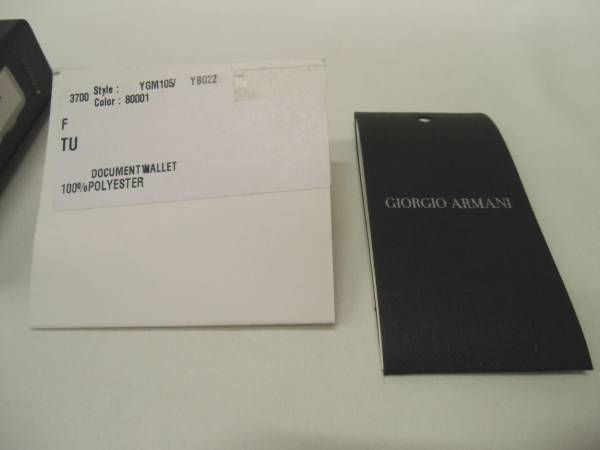 3700 Style : YGM105/ YB022
Color : 80001
F
TU
DOCUMENTWALLET
100%POLYESTER
GIORGIO ARMANI